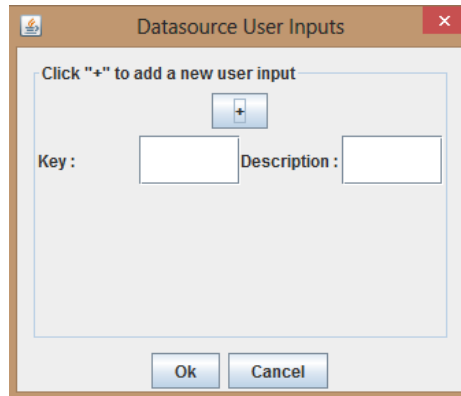 Datasource User Inputs
Click "+" to add a new user input
+
Key : Description :
Ok Cancel